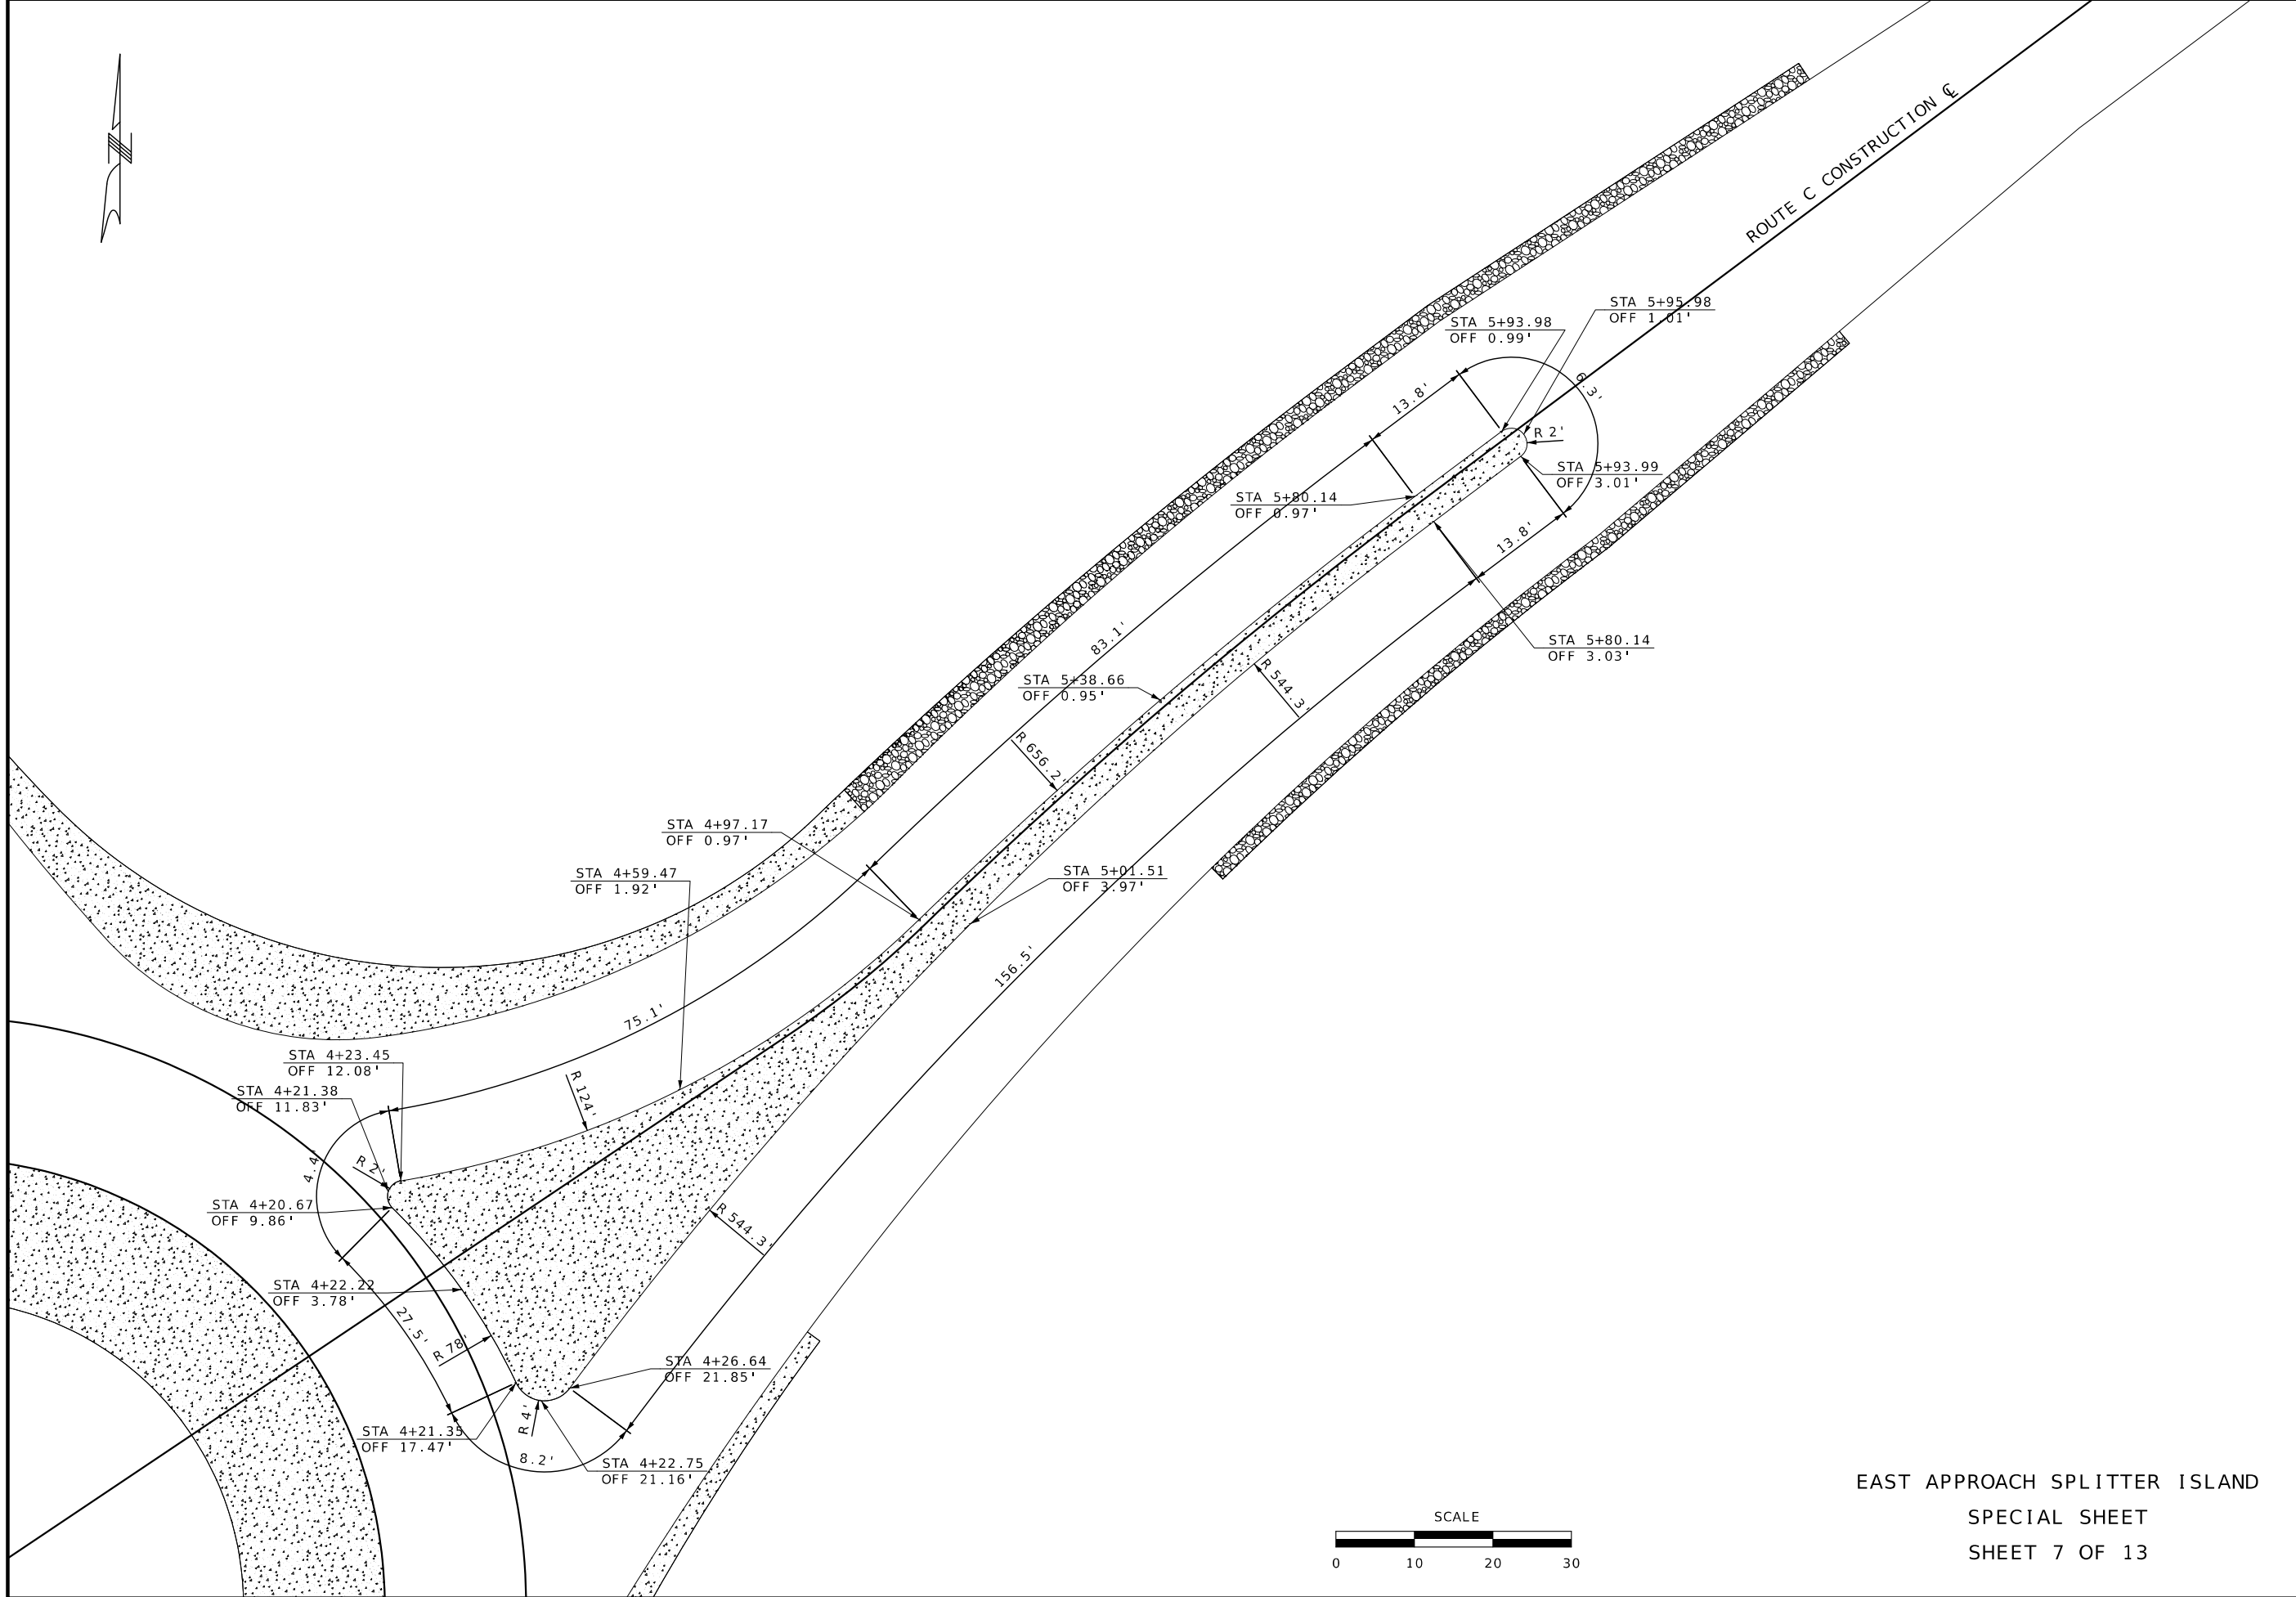 ROUTE C CONSTRUCTION ℄
STA 5+95.98
OFF 1.01'
STA 5+93.98
OFF 0.99'
6.3'
13.8'
R 2'
STA 5+93.99
OFF 3.01'
STA 5+80.14
OFF 0.97'
13.8'
83.1'
STA 5+80.14
OFF 3.03'
STA 5+38.66
OFF 0.95'
R 544.3'
R 656.2'
STA 4+97.17
OFF 0.97'
STA 4+59.47
OFF 1.92'
STA 5+01.51
OFF 3.97'
156.5'
75.1'
STA 4+23.45
OFF 12.08'
R 124'
STA 4+21.38
OFF 11.83'
4.4'
R 2'
STA 4+20.67
OFF 9.86'
R 544.3'
STA 4+22.22
OFF 3.78'
27.5'
R 78'
STA 4+26.64
OFF 21.85'
R 4'
STA 4+21.35
OFF 17.47'
8.2'
STA 4+22.75
OFF 21.16'
SCALE
0 10 20 30
EAST APPROACH SPLITTER ISLAND
SPECIAL SHEET
SHEET 7 OF 13
N